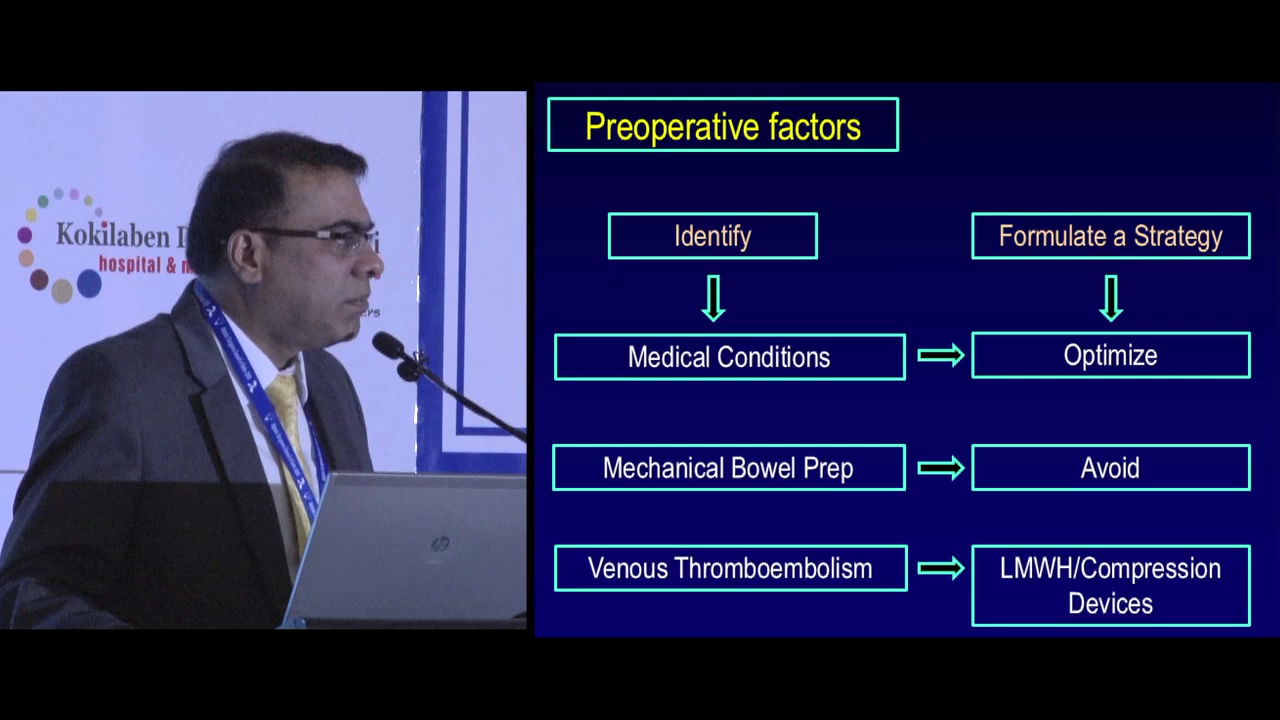 Kokilaben
hospital &
hp
Preoperative factors
Identify
Formulate a Strategy
Medical Conditions
Optimize
Mechanical Bowel Prep
Avoid
Venous Thromboembolism
LMWH/Compression
Devices